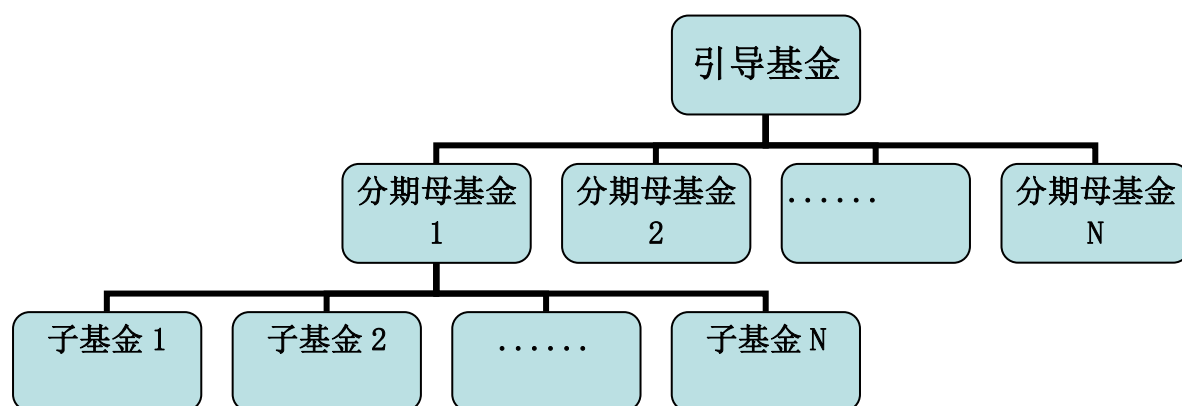 引导基金
分期母基金
1
分期母基金
2
......
分期母基金
N
子基金 1
子基金 2
......
子基金 N